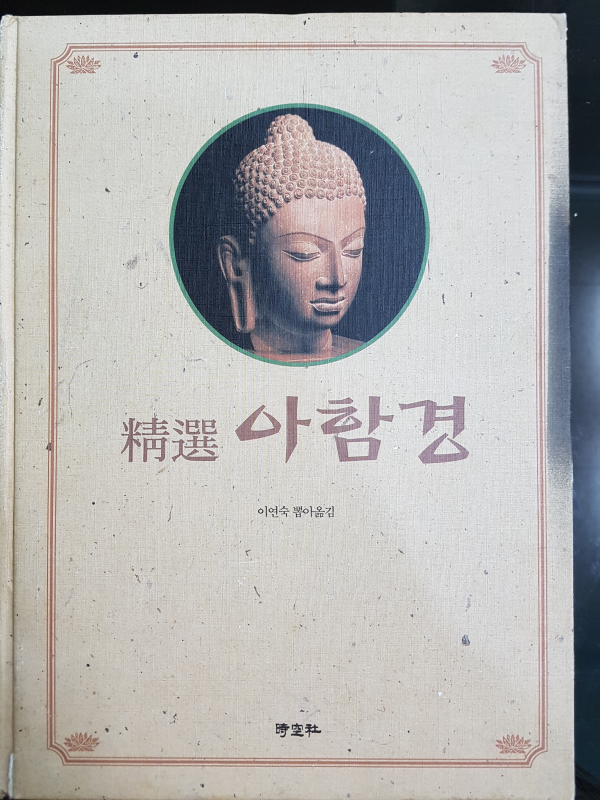 精選 아함경
이연숙 뽑아옮김
時空社